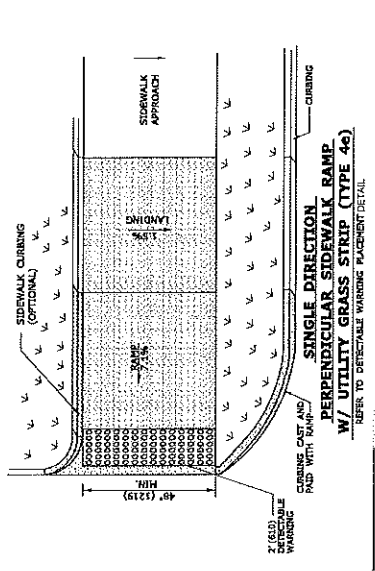 SIDEWALK CURBING
(OPTIONAL)
SIDEWALK
APPROACH
LANDING
1.5%
RAMP
7.1%
48" (1219)
MIN.
2' (610)
DETECTABLE
WARNING
CURBING CAST AND
PAID WITH RAMP
CURBING
SINGLE DIRECTION
PERPENDICULAR SIDEWALK RAMP
W/ UTILITY GRASS STRIP (TYPE 4e)
REFER TO DETECTABLE WARNING PLACEMENT DETAIL